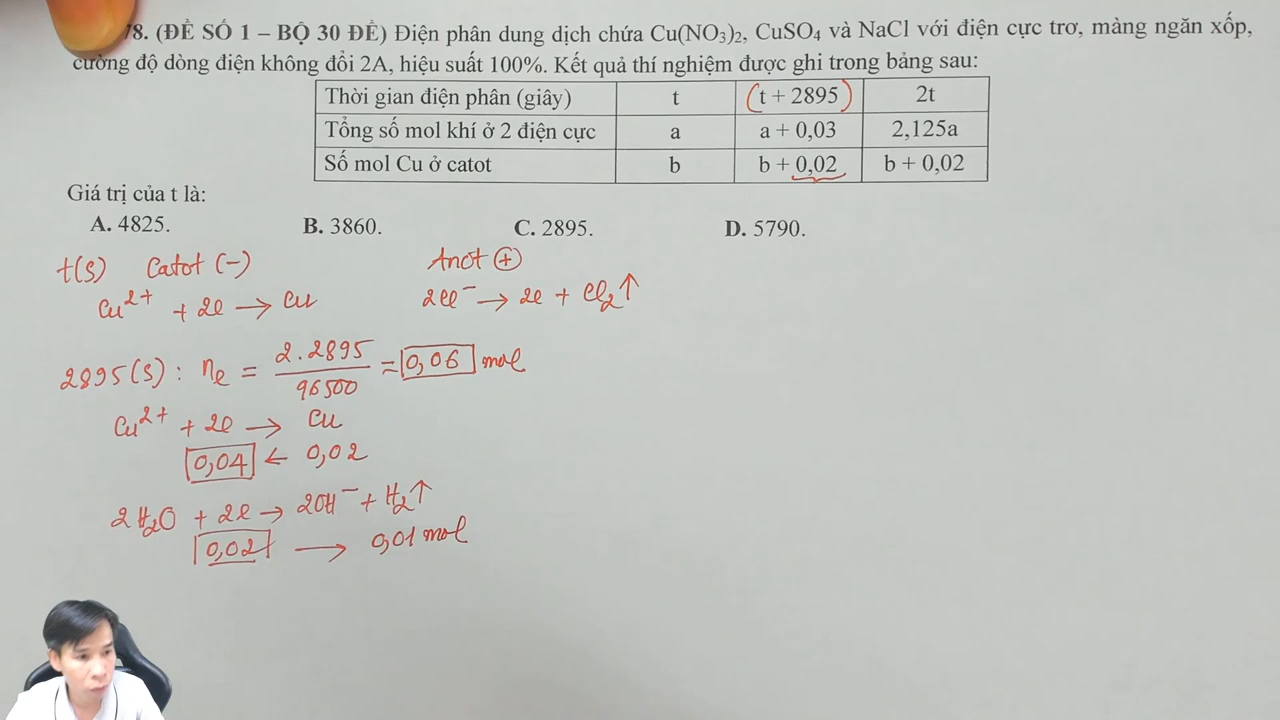 78. (ĐỀ SỐ 1 – BỘ 30 ĐỀ) Điện phân dung dịch chứa Cu(NO₃)₂, CuSO₄ và NaCl với điện cực trơ, màng ngăn xốp,
cường độ dòng điện không đổi 2A, hiệu suất 100%. Kết quả thí nghiệm được ghi trong bảng sau:
Thời gian điện phân (giây) t (t + 2895) 2t
Tổng số mol khí ở 2 điện cực a a + 0,03 2,125a
Số mol Cu ở catot b b + 0,02 b + 0,02
Giá trị của t là:
A. 4825. B. 3860. C. 2895. D. 5790.
t(s) Catot (-) Anot ⊕
Cu²⁺ + 2e → Cu 2Cl⁻ → 2e + Cl₂↑
2895(s): nₑ = 2.2895/96500 = 0,06 mol
Cu²⁺ + 2e → Cu
0,04 ← 0,02
2H₂O + 2e → 2OH⁻ + H₂↑
0,02 → 0,01 mol